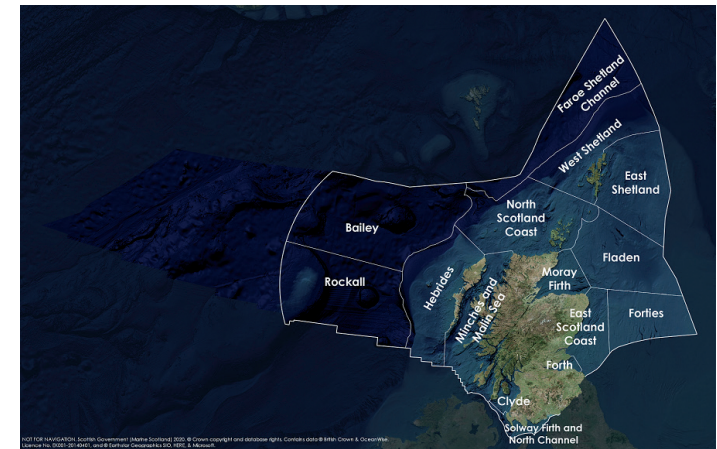 Faroe Shetland
Channel
West Shetland
East
Shetland
North
Scotland
Coast
Bailey
Fladen
Rockall
Hebrides
Minches and
Malin Sea
Moray
Firth
East
Scotland
Coast
Forties
Forth
Clyde
Solway Firth and
North Channel
NOT FOR NAVIGATION. Scottish Government (Marine Scotland) 2020. © Crown copyright and database rights. Contains data © British Crown & OceanWise.
Licence No. EK001-20140401, and © Earthstar Geographics SIO, HERE, & Microsoft.